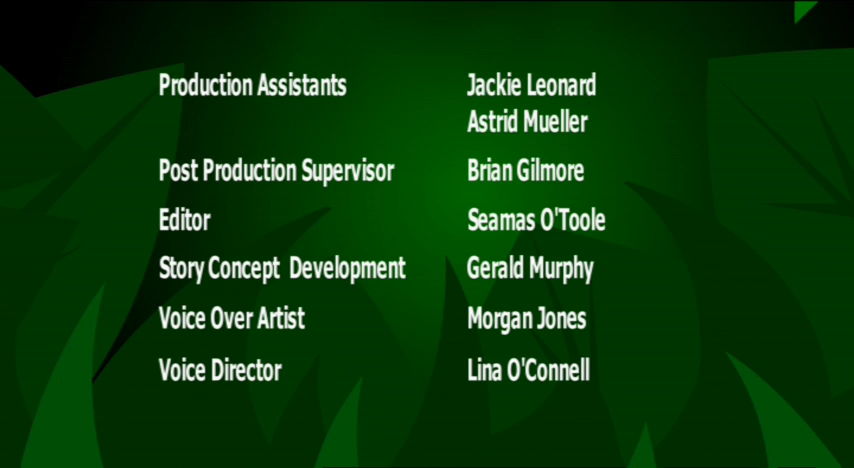 Production Assistants Jackie Leonard
Astrid Mueller
Post Production Supervisor Brian Gilmore
Editor Seamas O'Toole
Story Concept Development Gerald Murphy
Voice Over Artist Morgan Jones
Voice Director Lina O'Connell